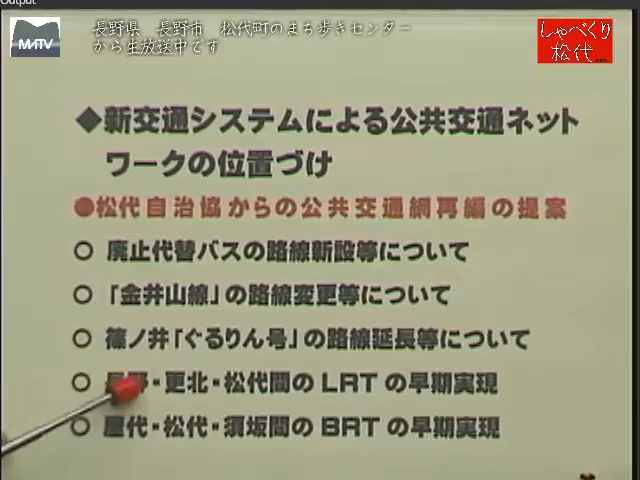 Output
長野県 長野市 松代町のまち歩きセンター
から生放送中です
MATV
しゃべくり
松代.com
◆新交通システムによる公共交通ネット
ワークの位置づけ
●松代自治協からの公共交通網再編の提案
○ 廃止代替バスの路線新設等について
○ 「金井山線」の路線変更等について
○ 篠ノ井「ぐるりん号」の路線延長等について
○ 長野・更北・松代間のLRTの早期実現
○ 屋代・松代・須坂間のBRTの早期実現